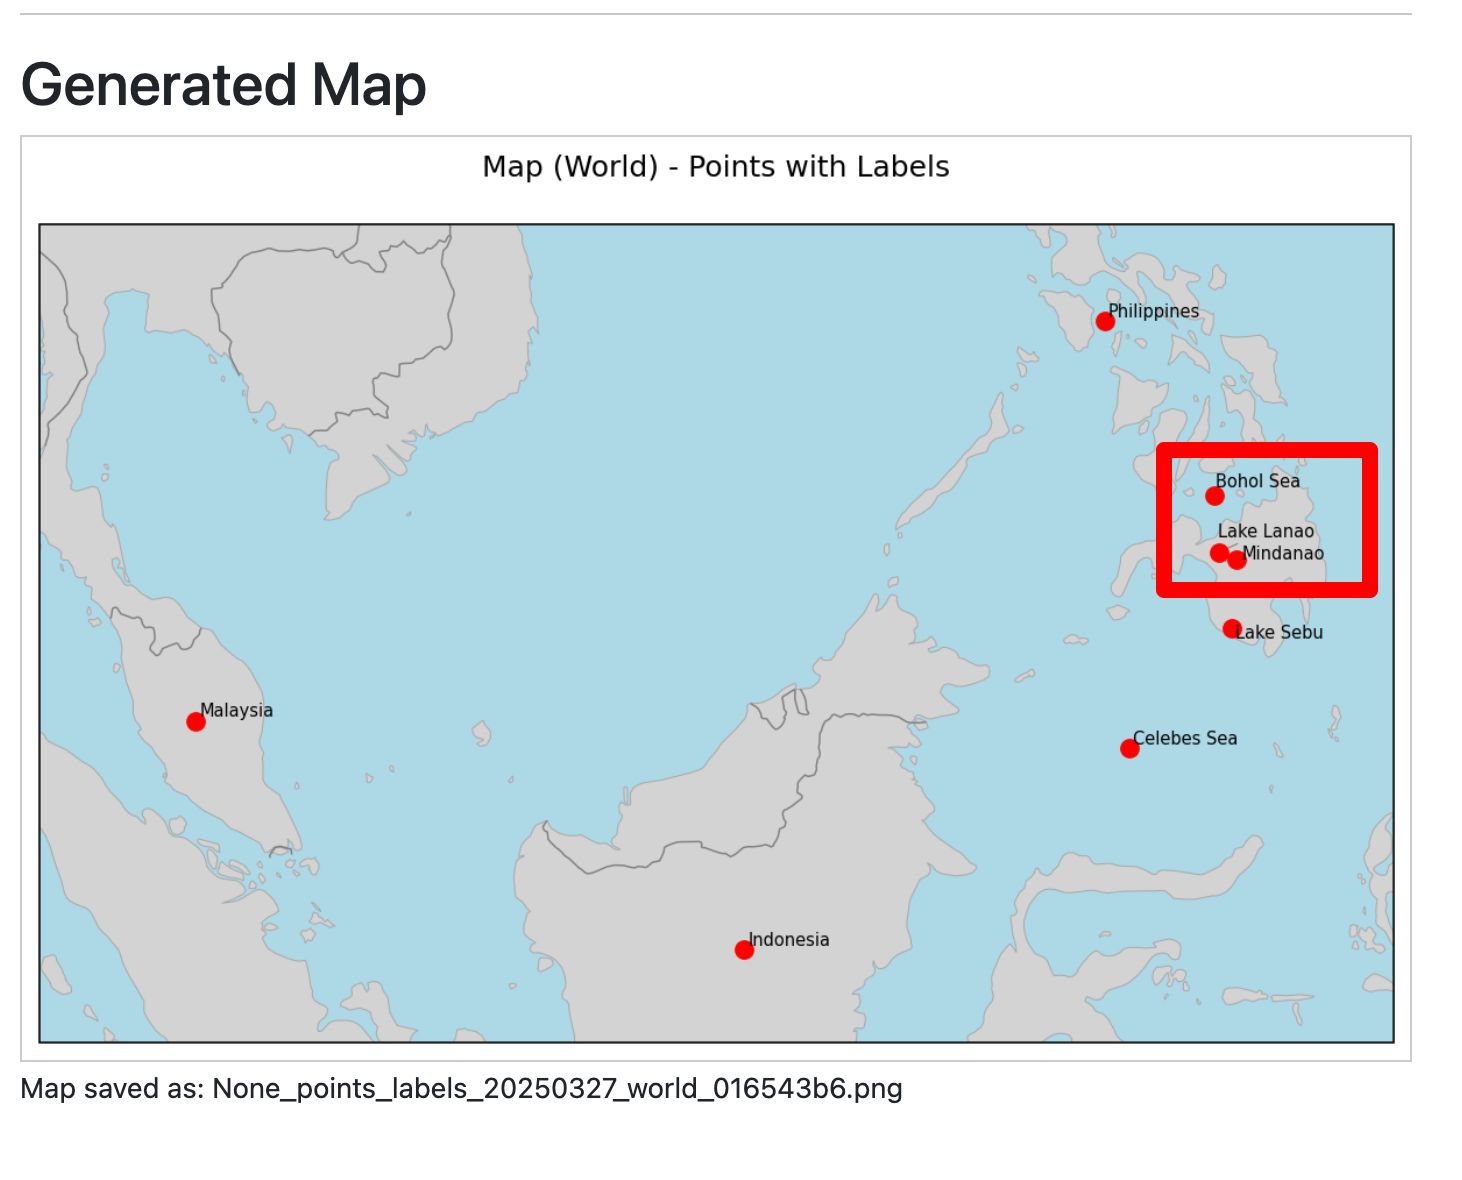 Generated Map
Map (World) - Points with Labels
Philippines
Bohol Sea
Lake Lanao
Mindanao
Lake Sebu
Malaysia
Celebes Sea
Indonesia
Map saved as: None_points_labels_20250327_world_016543b6.png